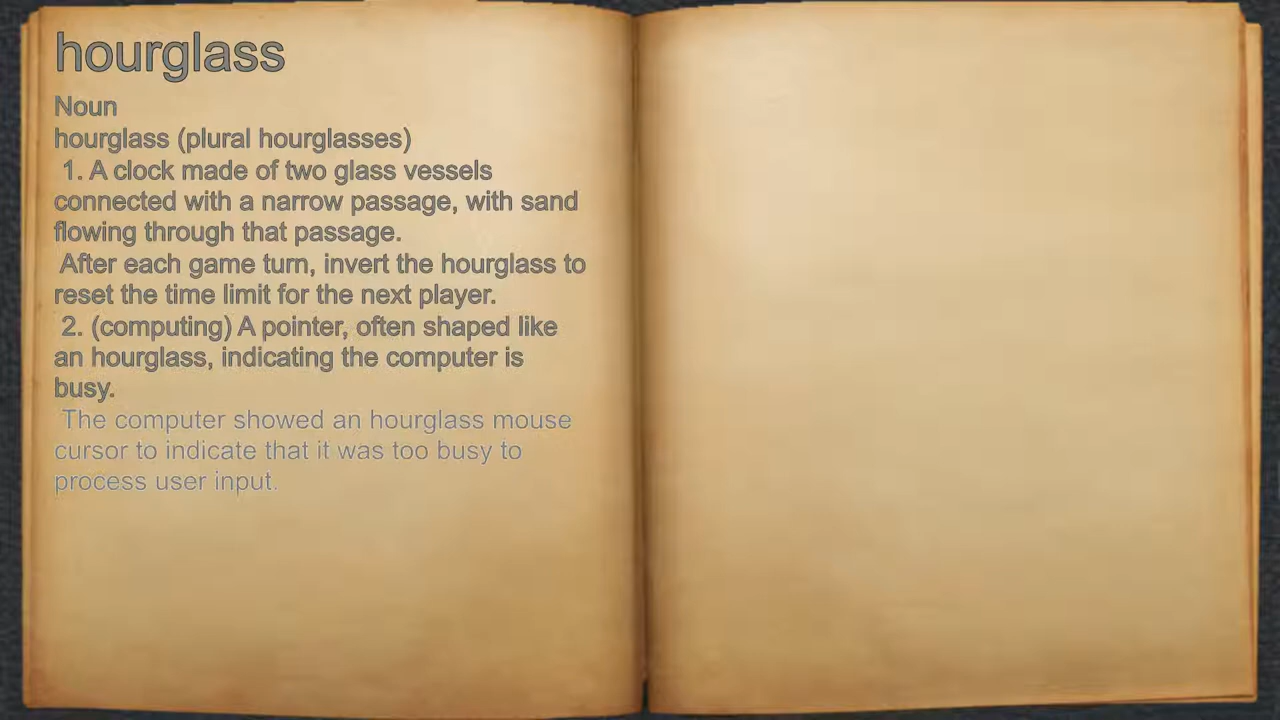 hourglass
Noun
hourglass (plural hourglasses)
1. A clock made of two glass vessels
connected with a narrow passage, with sand
flowing through that passage.
After each game turn, invert the hourglass to
reset the time limit for the next player.
2. (computing) A pointer, often shaped like
an hourglass, indicating the computer is
busy.
The computer showed an hourglass mouse
cursor to indicate that it was too busy to
process user input.